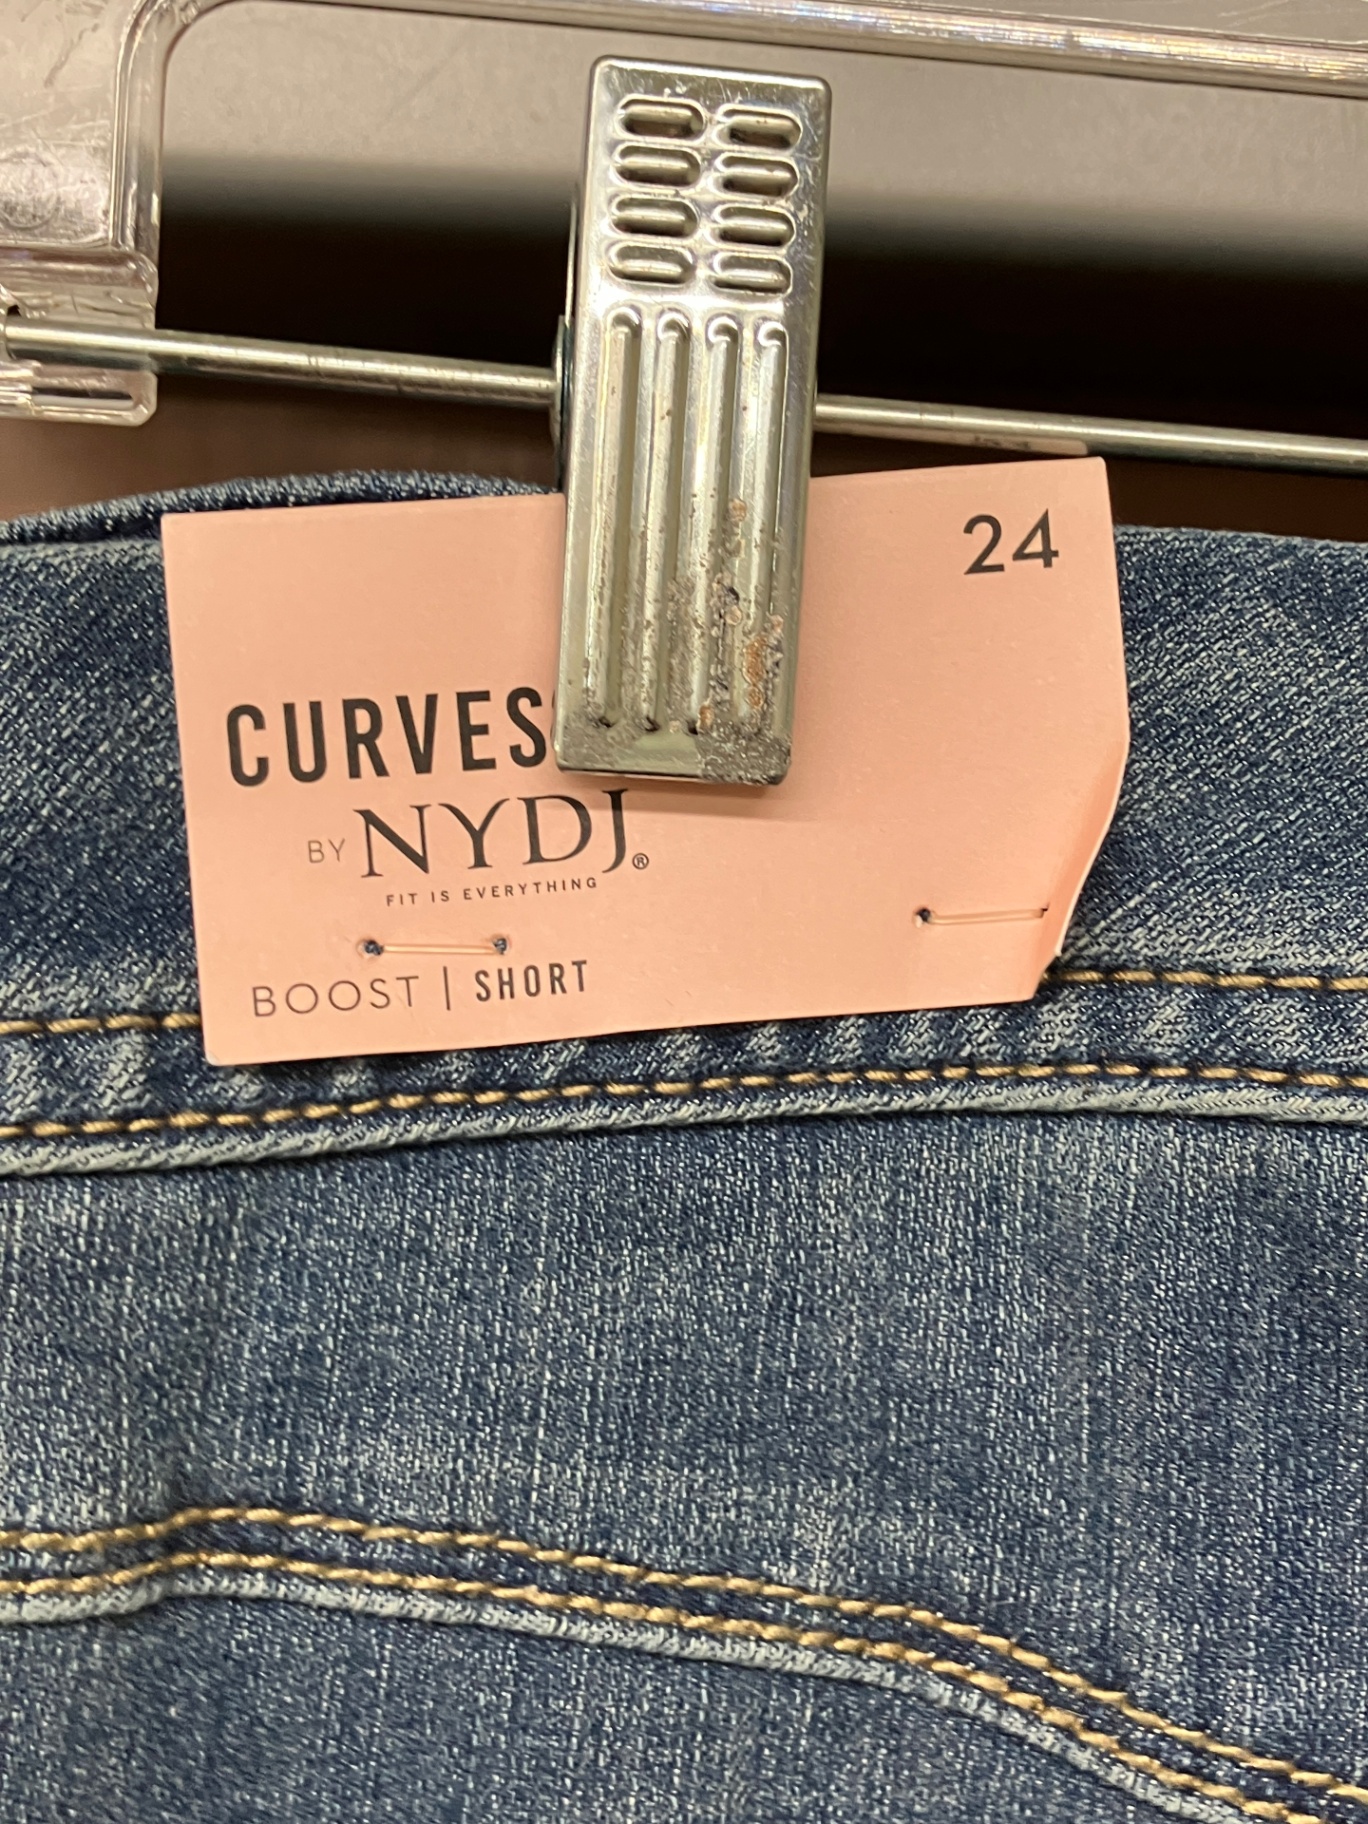 24
CURVES
BY NYDJ®
FIT IS EVERYTHING
BOOST | SHORT